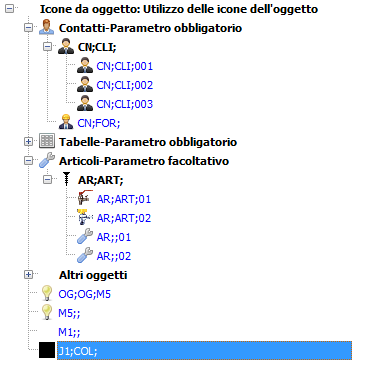 Icone da oggetto: Utilizzo delle icone dell'oggetto
Contatti-Parametro obbligatorio
CN;CLI;
CN;CLI;001
CN;CLI;002
CN;CLI;003
CN;FOR;
Tabelle-Parametro obbligatorio
Articoli-Parametro facoltativo
AR;ART;
AR;ART;01
AR;ART;02
AR;;01
AR;;02
Altri oggetti
OG;OG;M5
M5;;
M1;;
J1;COL;